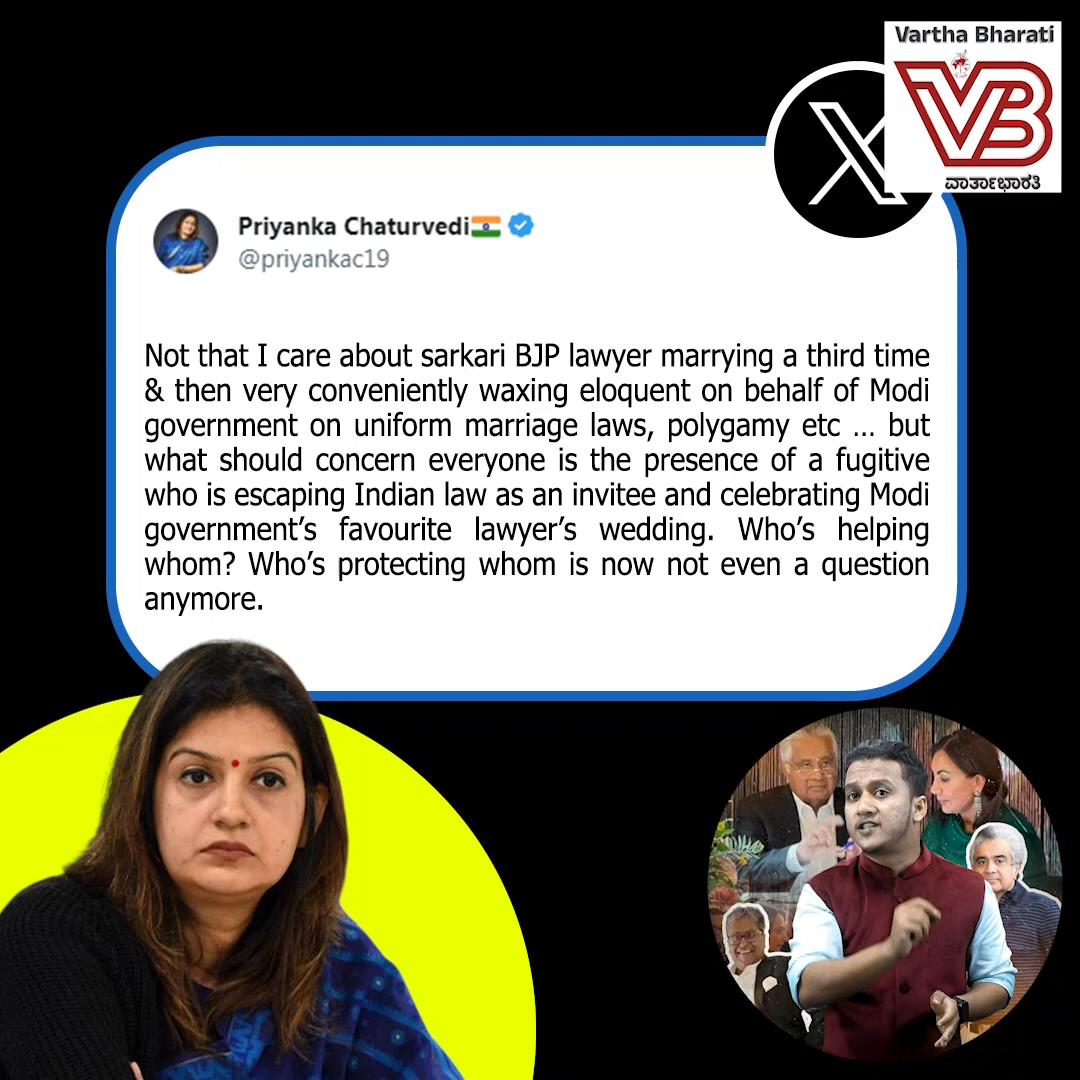 Vartha Bharati
VB
ವಾರ್ತಾಭಾರತಿ
X
Priyanka Chaturvedi
@priyankac19
Not that I care about sarkari BJP lawyer marrying a third time
& then very conveniently waxing eloquent on behalf of Modi
government on uniform marriage laws, polygamy etc ... but
what should concern everyone is the presence of a fugitive
who is escaping Indian law as an invitee and celebrating Modi
government’s favourite lawyer’s wedding. Who’s helping
whom? Who’s protecting whom is now not even a question
anymore.